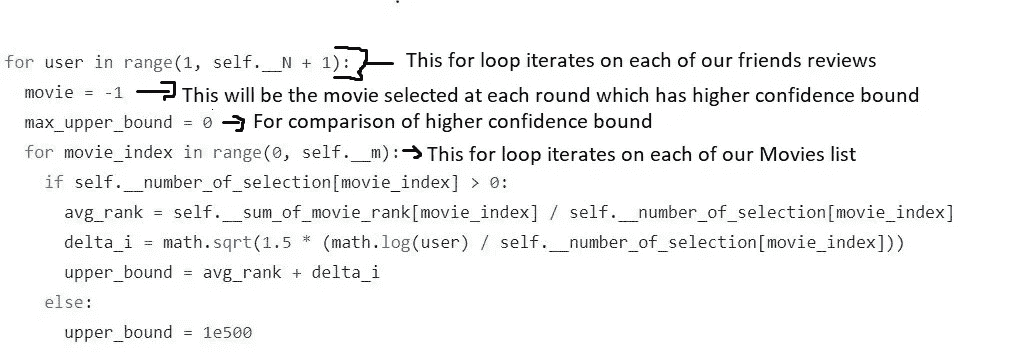 for user in range(1, self.__N + 1): This for loop iterates on each of our friends reviews
movie = -1 This will be the movie selected at each round which has higher confidence bound
max_upper_bound = 0 For comparison of higher confidence bound
for movie_index in range(0, self.__m): This for loop iterates on each of our Movies list
if self.__number_of_selection[movie_index] > 0:
avg_rank = self.__sum_of_movie_rank[movie_index] / self.__number_of_selection[movie_index]
delta_i = math.sqrt(1.5 * (math.log(user) / self.__number_of_selection[movie_index]))
upper_bound = avg_rank + delta_i
else:
upper_bound = 1e500